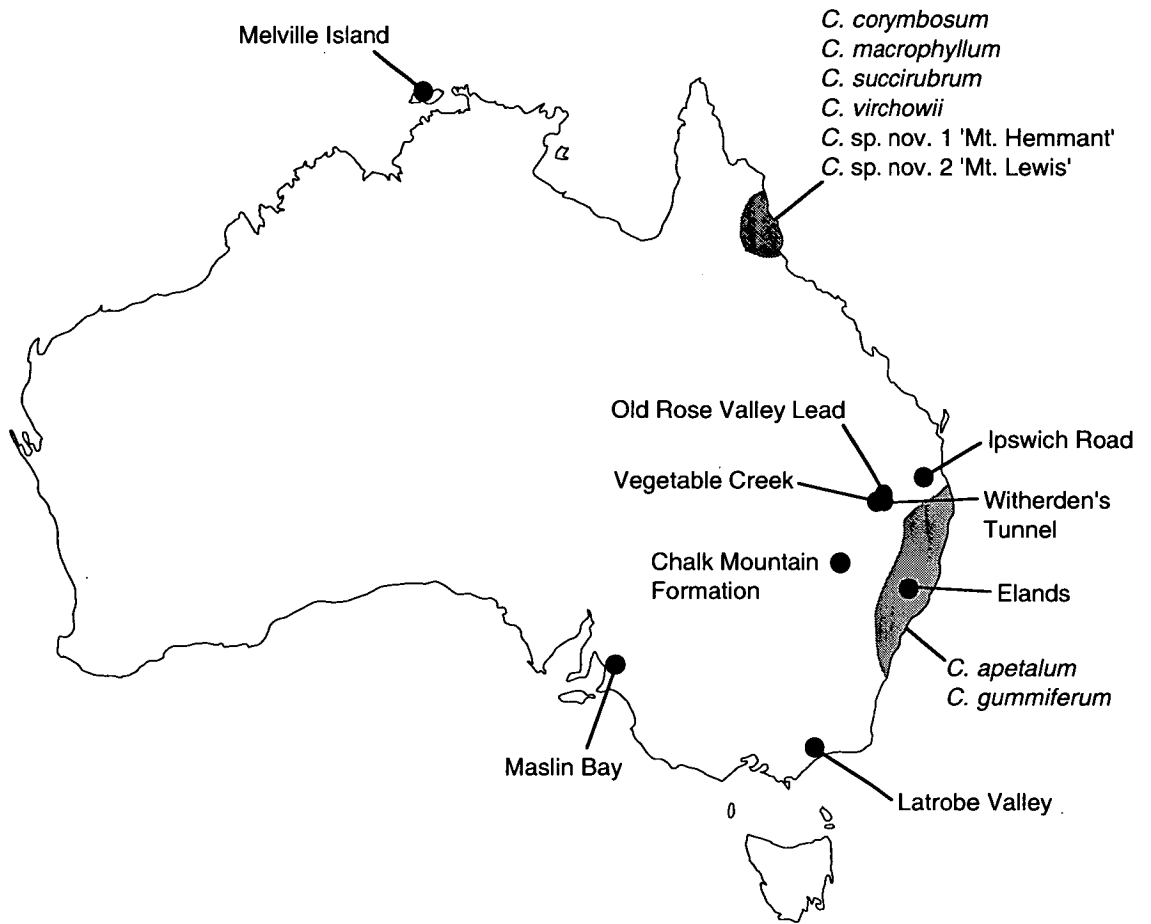 Melville Island
C. corymbosum
C. macrophyllum
C. succirubrum
C. virchowii
C. sp. nov. 1 'Mt. Hemmant'
C. sp. nov. 2 'Mt. Lewis'
Old Rose Valley Lead
Ipswich Road
Vegetable Creek
Witherden's
Tunnel
Chalk Mountain
Formation
Elands
C. apetalum
C. gummiferum
Maslin Bay
Latrobe Valley